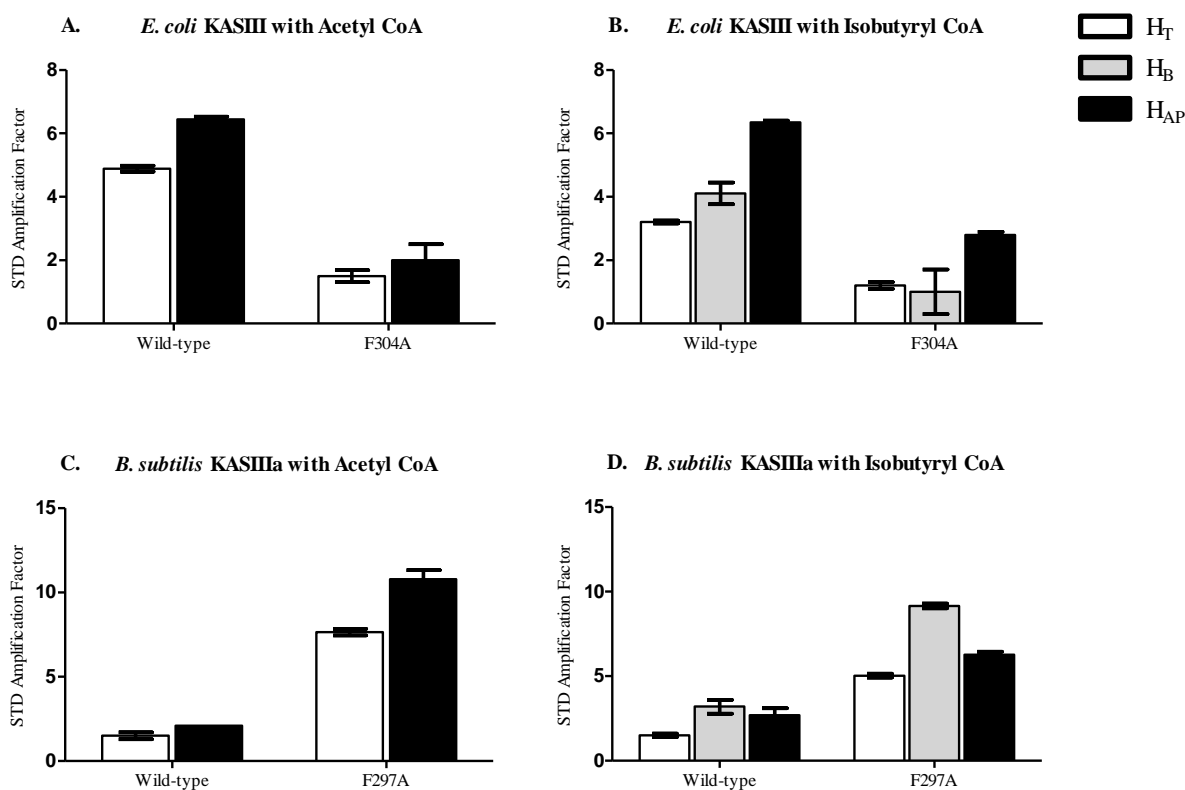 A. E. coli KASIII with Acetyl CoA
STD Amplification Factor
8
6
4
2
0
Wild-type F304A
B. E. coli KASIII with Isobutyryl CoA
STD Amplification Factor
8
6
4
2
0
Wild-type F304A
H_T
H_B
H_AP
C. B. subtilis KASIIIa with Acetyl CoA
STD Amplification Factor
15
10
5
0
Wild-type F297A
D. B. subtilis KASIIIa with Isobutyryl CoA
STD Amplification Factor
15
10
5
0
Wild-type F297A